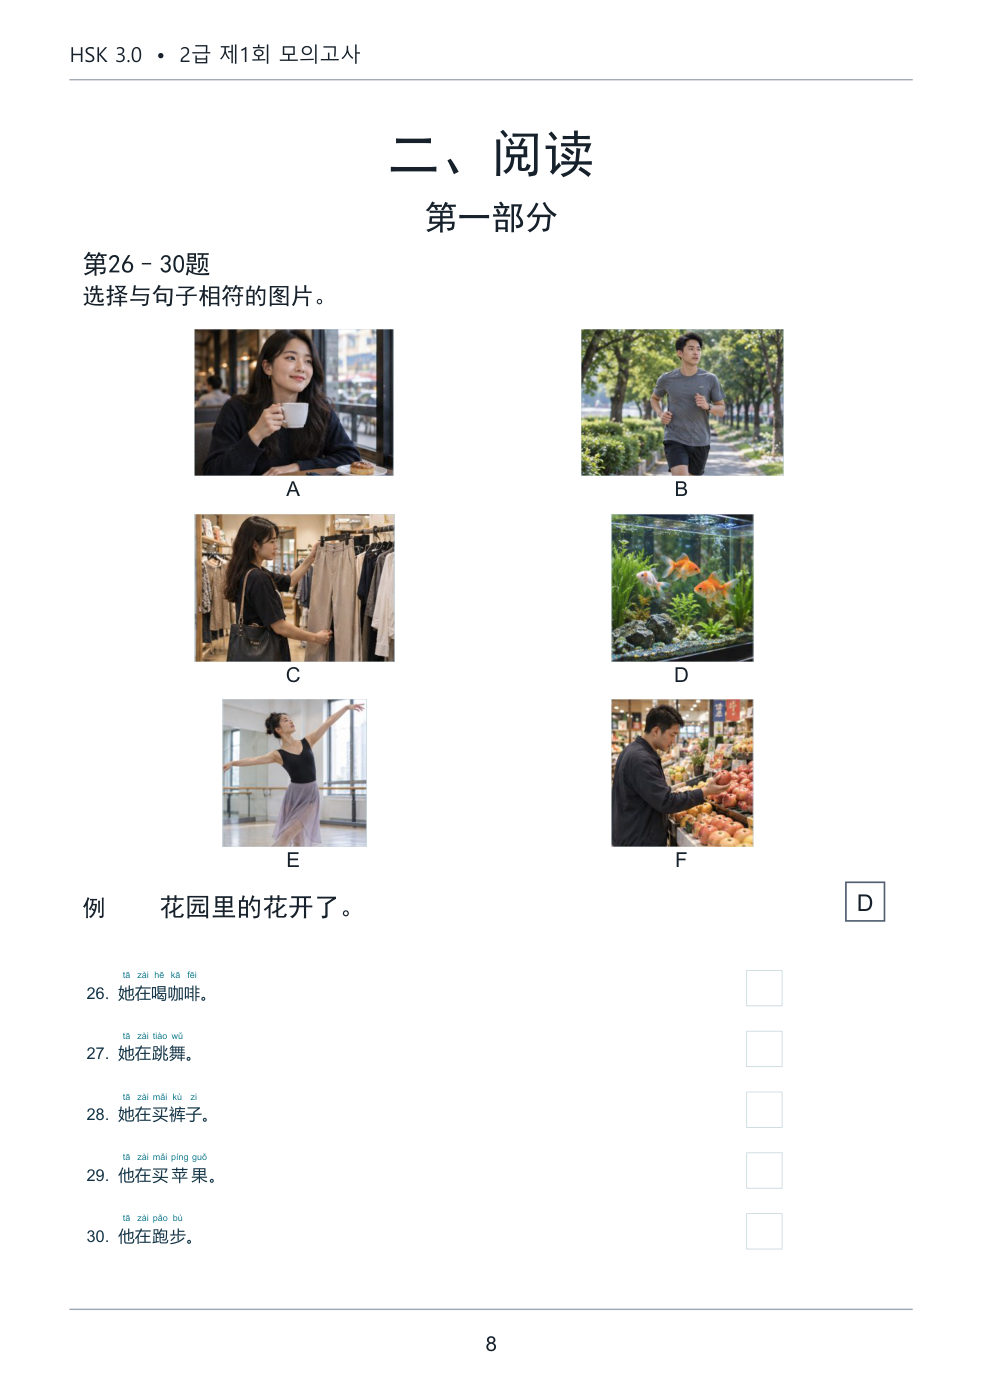 HSK 3.0 • 2급 제1회 모의고사
二、阅读
第一部分
第26－30题
选择与句子相符的图片。
A
B
C
D
E
F
例 花园里的花开了。 D
tā zài hē kā fēi
26. 她在喝咖啡。
tā zài tiào wǔ
27. 她在跳舞。
tā zài mǎi kù zi
28. 她在买裤子。
tā zài mǎi píng guǒ
29. 他在买苹果。
tā zài pǎo bù
30. 他在跑步。
8